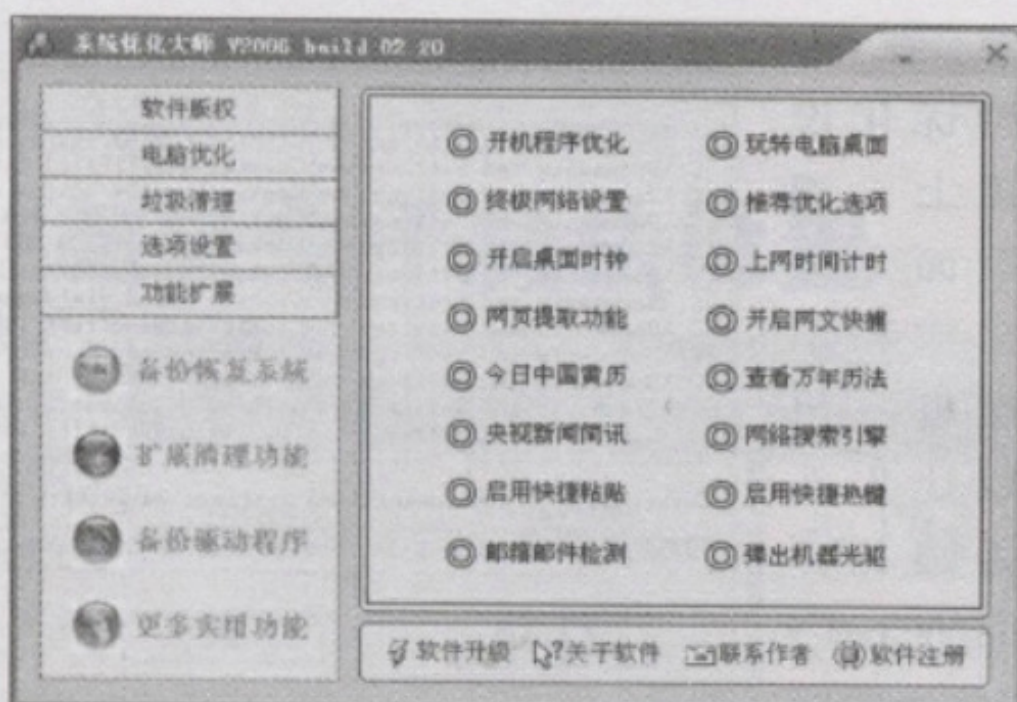 系统优化大师 V2006 build 02 20
软件版权
电脑优化
垃圾清理
选项设置
功能扩展
备份恢复系统
扩展清理功能
备份驱动程序
更多实用功能
开机程序优化 玩转电脑桌面
终极网络设置 推荐优化选项
开启桌面时钟 上网时间计时
网页提取功能 开启网文快捕
今日中国黄历 查看万年历法
央视新闻简讯 网络搜索引擎
启用快捷粘贴 启用快捷热键
邮箱邮件检测 弹出机器光驱
软件升级 关于软件 联系作者 软件注册